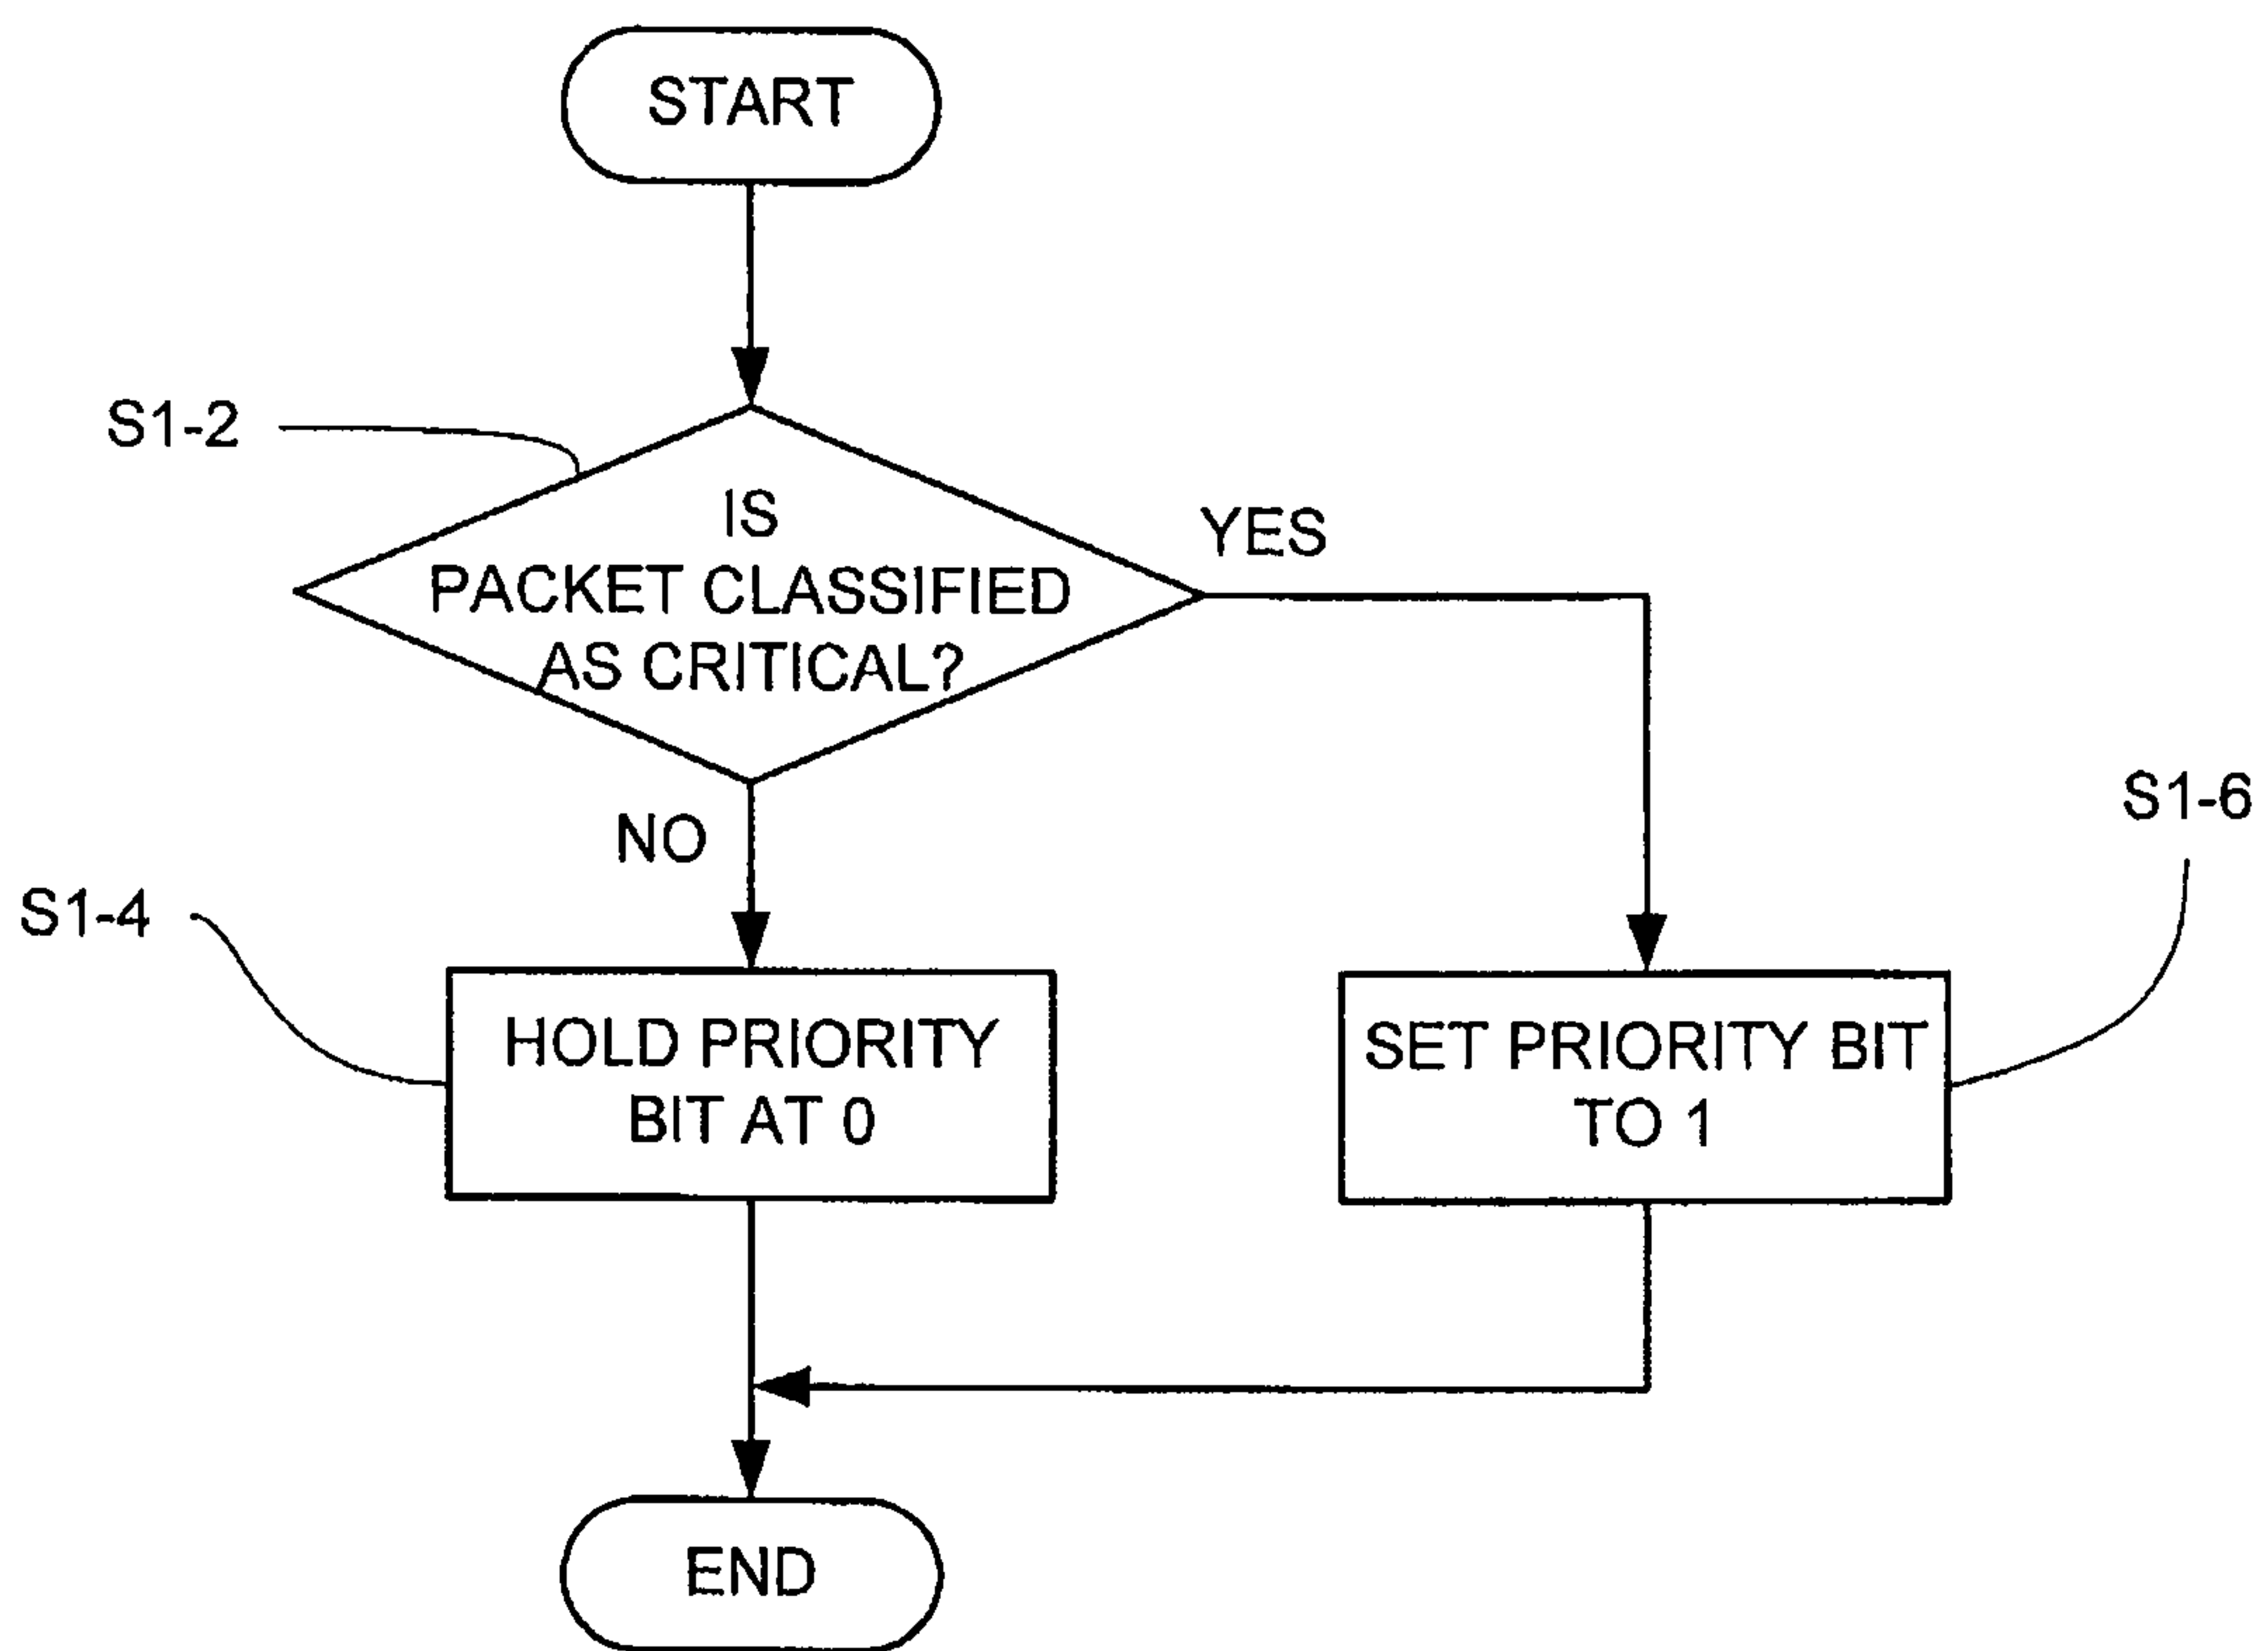 START
S1-2
IS
PACKET CLASSIFIED
AS CRITICAL?
YES
NO
S1-6
S1-4
HOLD PRIORITY
BIT AT 0
SET PRIORITY BIT
TO 1
END